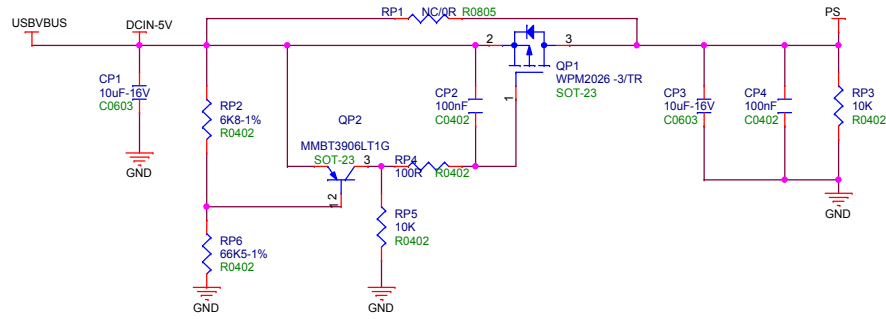 USBVBUS
DCIN-5V
RP1
NC/0R
R0805
PS
2
3
QP1
WPM2026 -3/TR
SOT-23
1
CP1
10uF-16V
C0603
GND
RP2
6K8-1%
R0402
CP2
100nF
C0402
CP3
10uF-16V
C0603
CP4
100nF
C0402
RP3
10K
R0402
QP2
MMBT3906LT1G
SOT-23
3
1
2
RP4
100R
R0402
RP5
10K
R0402
RP6
66K5-1%
R0402
GND
GND
GND